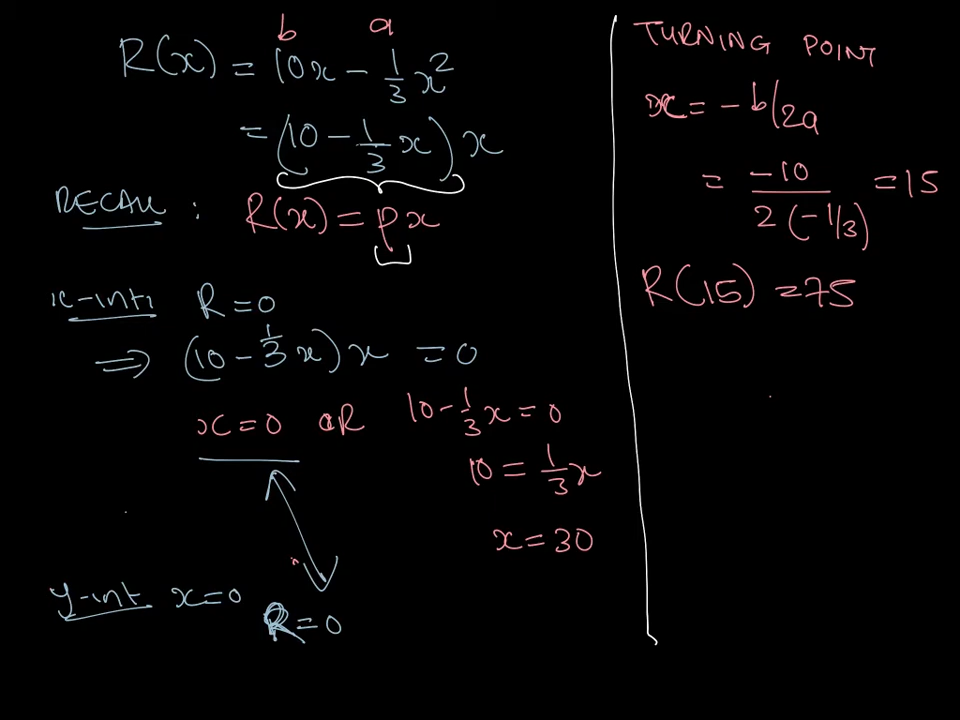 b a
R(x) = 10x - 1/3 x²
= (10 - 1/3 x) x
RECALL : R(x) = px
x-int: R = 0
⟹ (10 - 1/3 x) x = 0
x = 0 OR 10 - 1/3 x = 0
10 = 1/3 x
x = 30
y-int x = 0
R = 0
TURNING POINT
x = - b/2a
= -10 / 2(-1/3) = 15
R(15) = 75